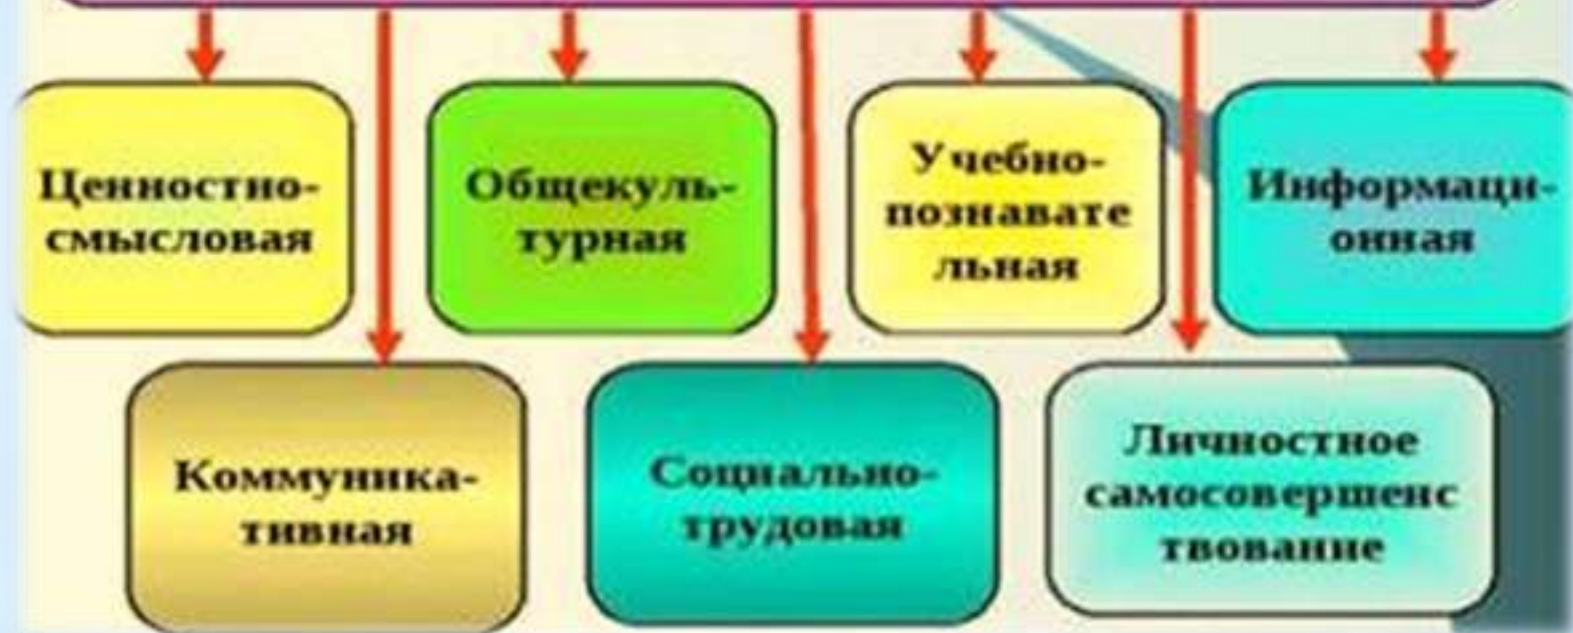 Ценностно-
смысловая
Общекуль-
турная
Учебно-
познавате
льная
Информаци-
онная
Коммуника-
тивная
Социально-
трудовая
Личностное
самосовершенс
твование